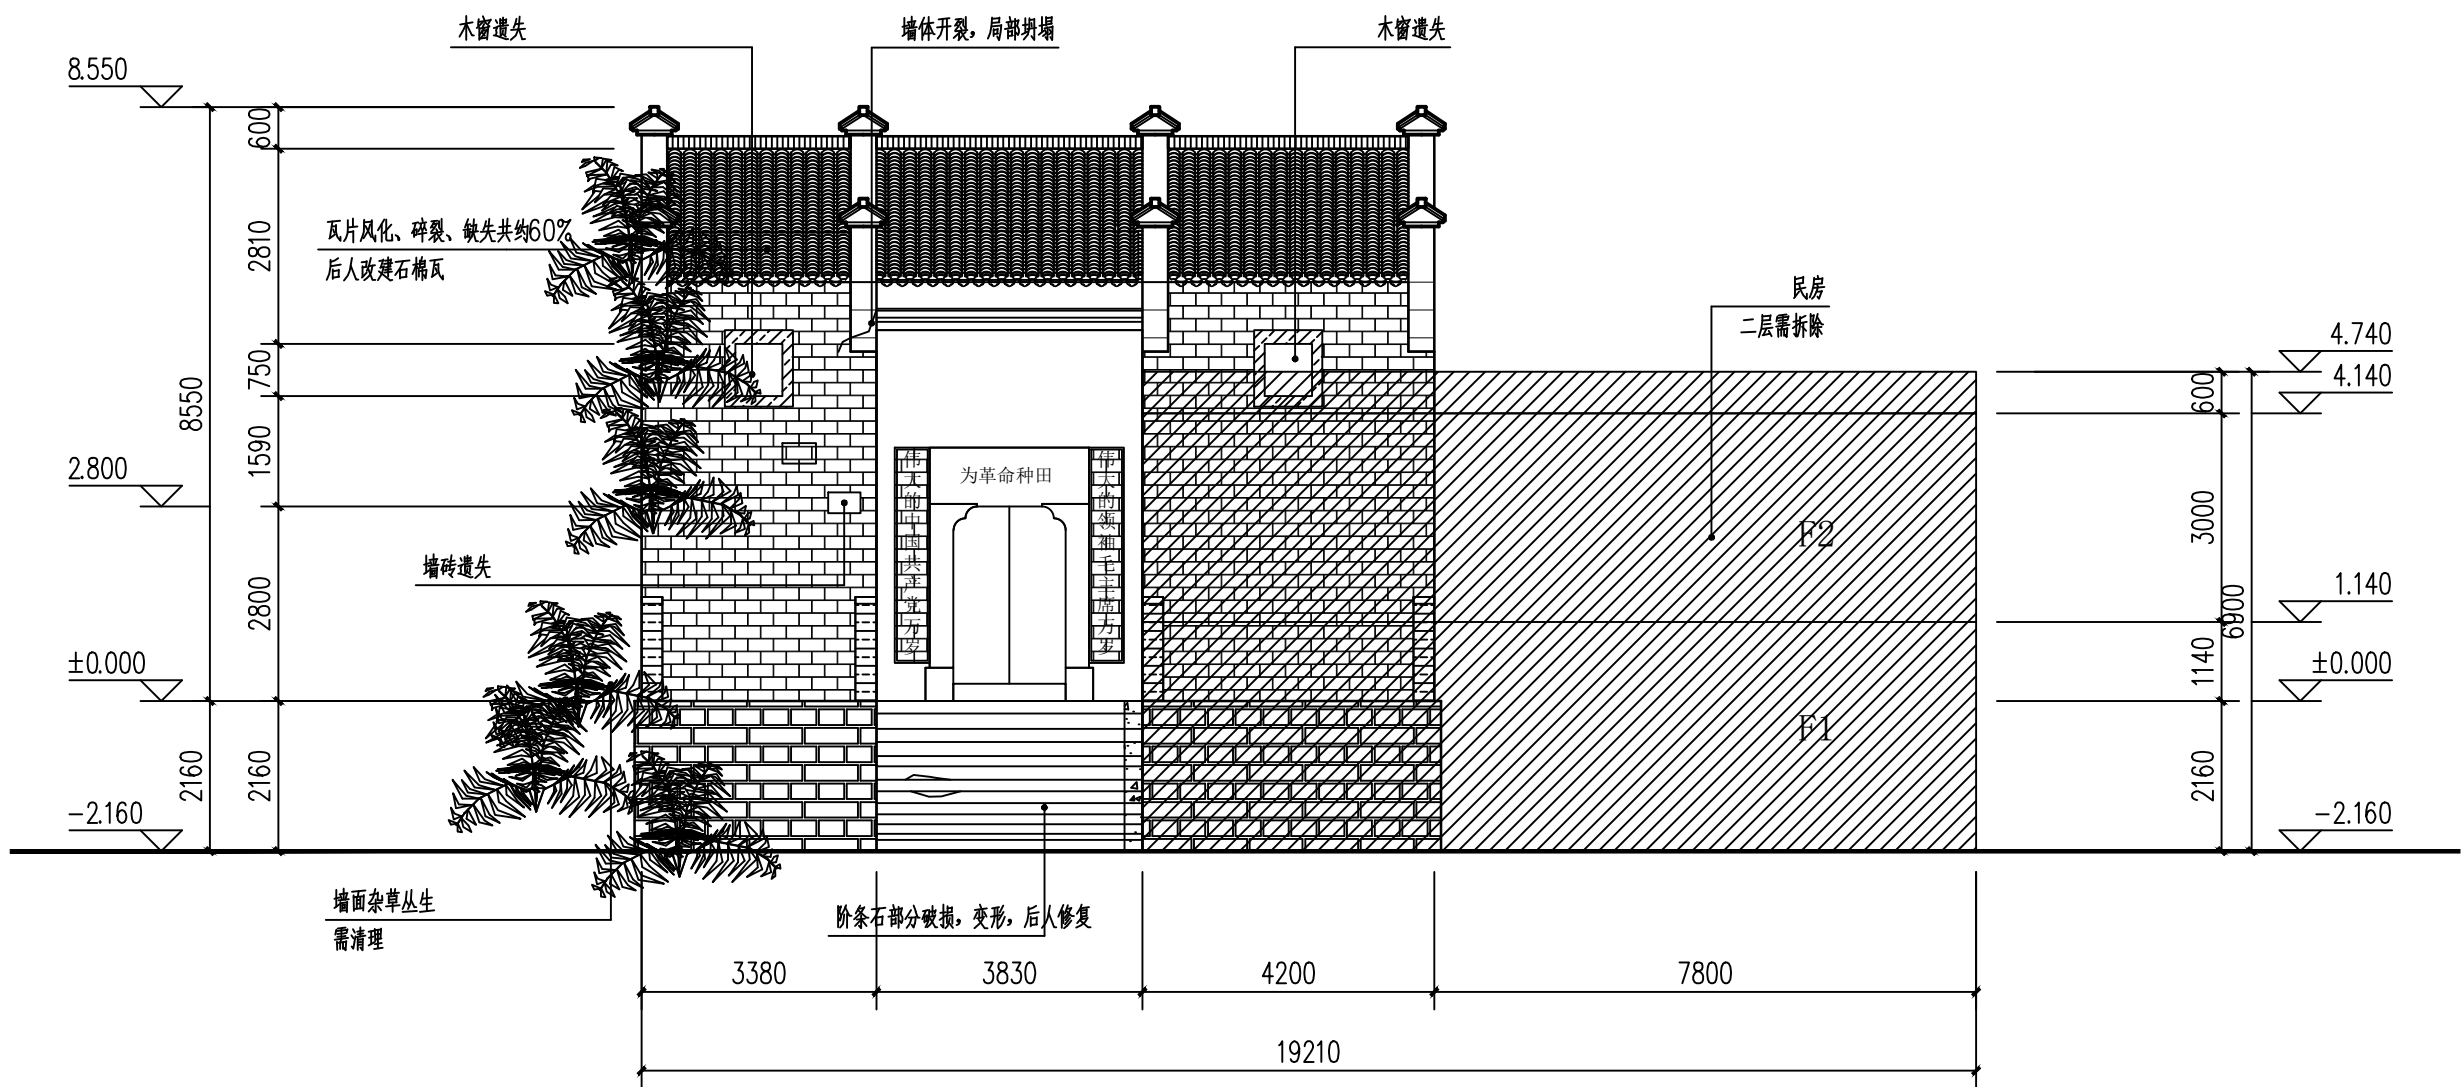 木窗遗失
墙体开裂，局部坍塌
木窗遗失
8.550
600
瓦片风化、碎裂、缺失共约60%
后人改建石棉瓦
2810
民房
二层需拆除
4.740
750
8550
4.140
600
2.800
1590
为革命种田
伟大的中国共产党万岁
伟大的领袖毛主席万岁
3000
F2
墙砖遗失
2800
1.140
6900
±0.000
±0.000
1140
F1
2160
2160
2160
-2.160
-2.160
墙面杂草丛生
需清理
阶条石部分破损，变形，后人修复
3380
3830
4200
7800
19210